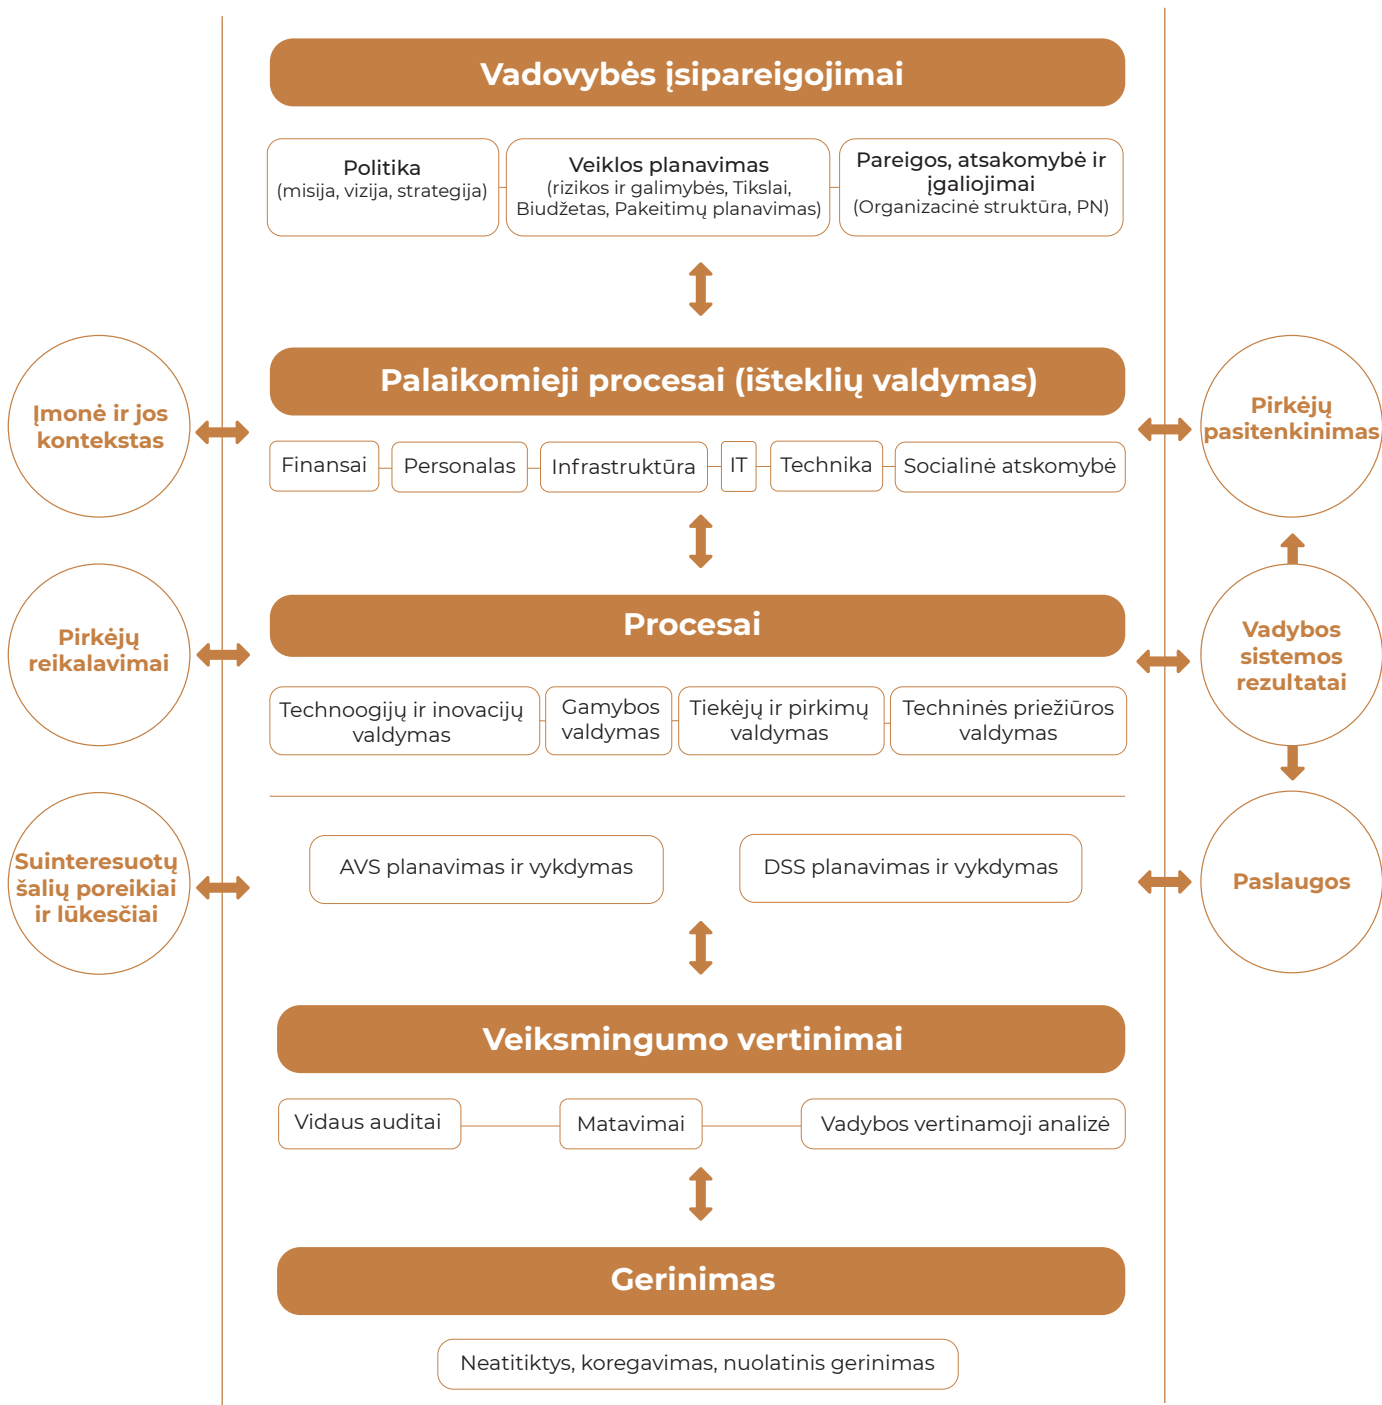 Vadovybės įsipareigojimai
Politika
(misija, vizija, strategija)
Veiklos planavimas
(rizikos ir galimybės, Tikslai,
Biudžetas, Pakeitimų planavimas)
Pareigos, atsakomybė ir
įgaliojimai
(Organizacinė struktūra, PN)
Įmonė ir jos
kontekstas
Palaikomieji procesai (išteklių valdymas)
Finansai
Personalas
Infrastruktūra
IT
Technika
Socialinė atskomybė
Pirkėjų
pasitenkinimas
Pirkėjų
reikalavimai
Procesai
Technoogijų ir inovacijų
valdymas
Gamybos
valdymas
Tiekėjų ir pirkimų
valdymas
Techninės priežiūros
valdymas
Vadybos
sistemos
rezultatai
Suinteresuotų
šalių poreikiai
ir lūkesčiai
AVS planavimas ir vykdymas
DSS planavimas ir vykdymas
Paslaugos
Veiksmingumo vertinimai
Vidaus auditai
Matavimai
Vadybos vertinamoji analizė
Gerinimas
Neatitiktys, koregavimas, nuolatinis gerinimas